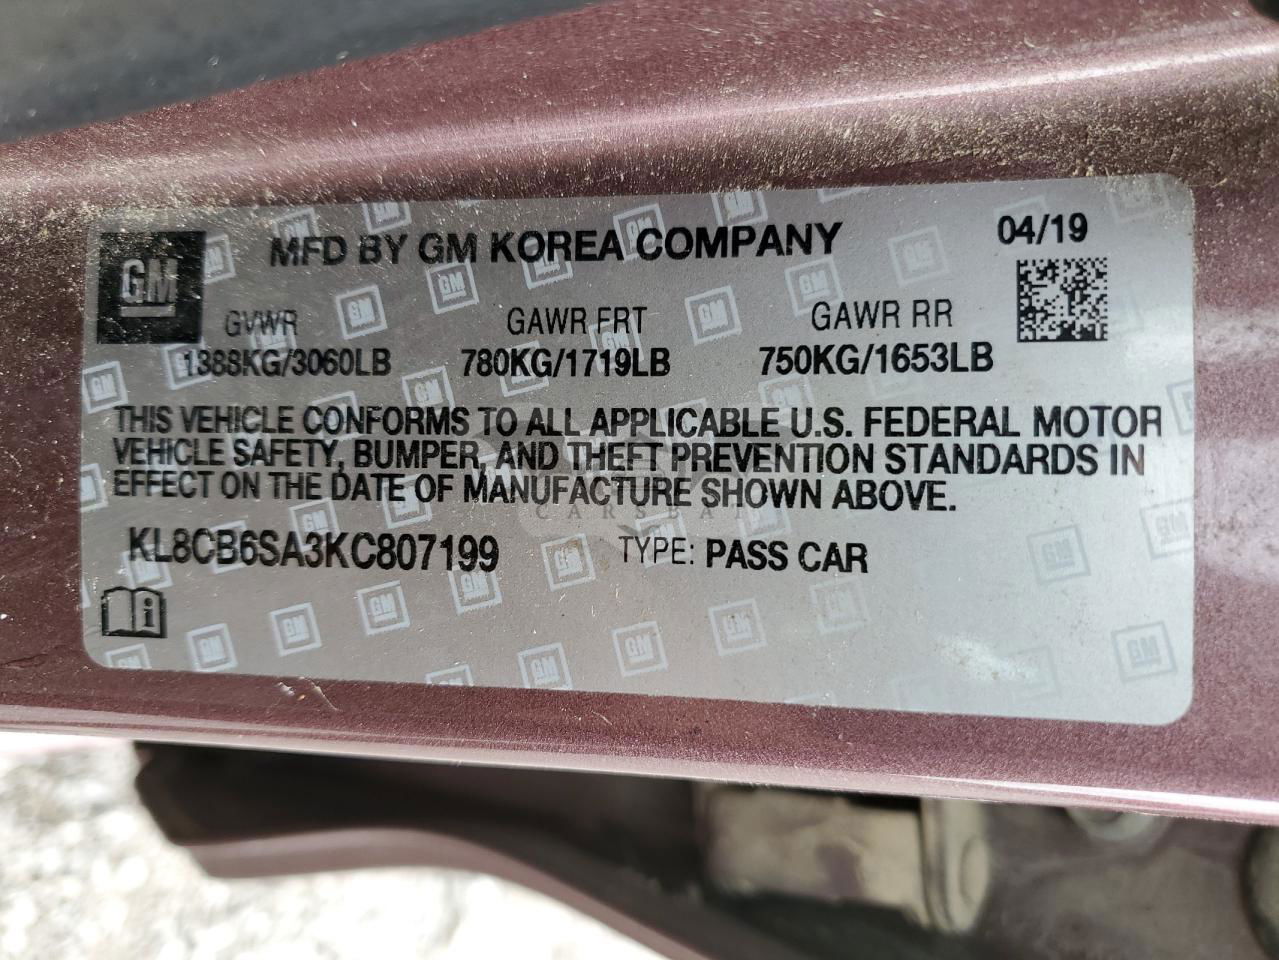 GM
MFD BY GM KOREA COMPANY 04/19
GVWR GAWR FRT GAWR RR
1388KG/3060LB 780KG/1719LB 750KG/1653LB
THIS VEHICLE CONFORMS TO ALL APPLICABLE U.S. FEDERAL MOTOR
VEHICLE SAFETY, BUMPER, AND THEFT PREVENTION STANDARDS IN
EFFECT ON THE DATE OF MANUFACTURE SHOWN ABOVE.
KL8CB6SA3KC807199 TYPE: PASS CAR